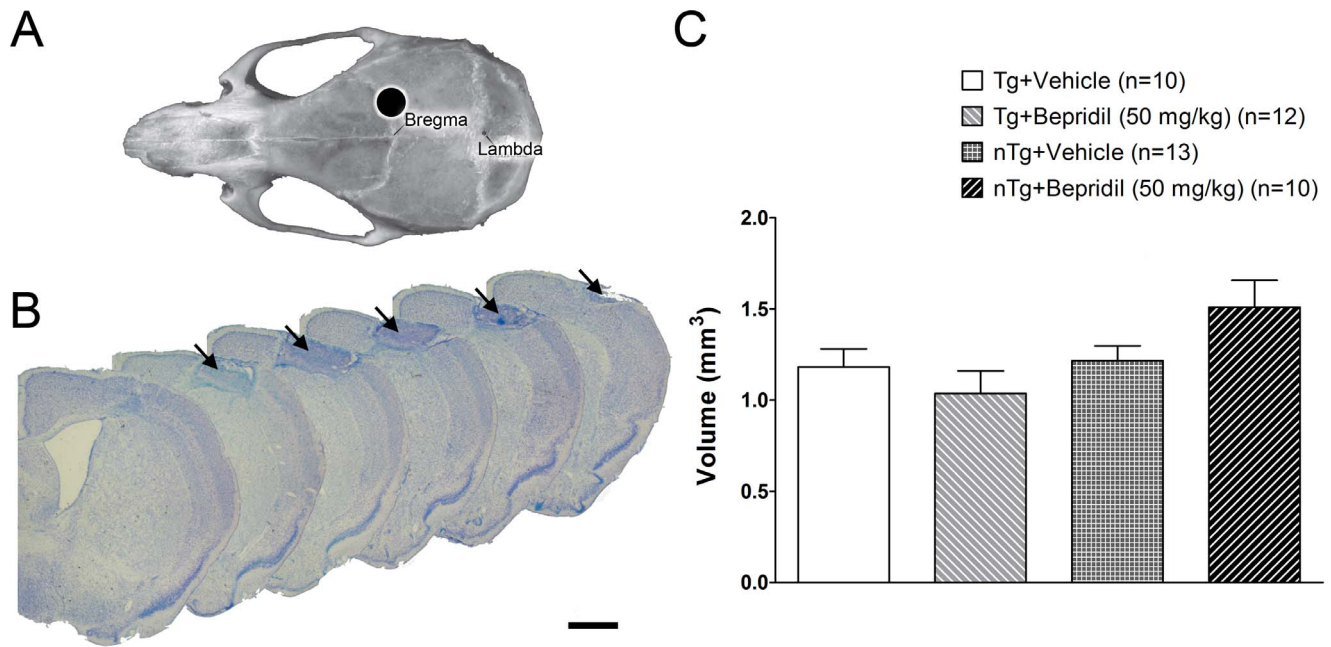 A
Bregma
Lambda
B
C
Tg+Vehicle (n=10)
Tg+Bepridil (50 mg/kg) (n=12)
nTg+Vehicle (n=13)
nTg+Bepridil (50 mg/kg) (n=10)
Volume (mm³)
2.0
1.5
1.0
0.5
0.0